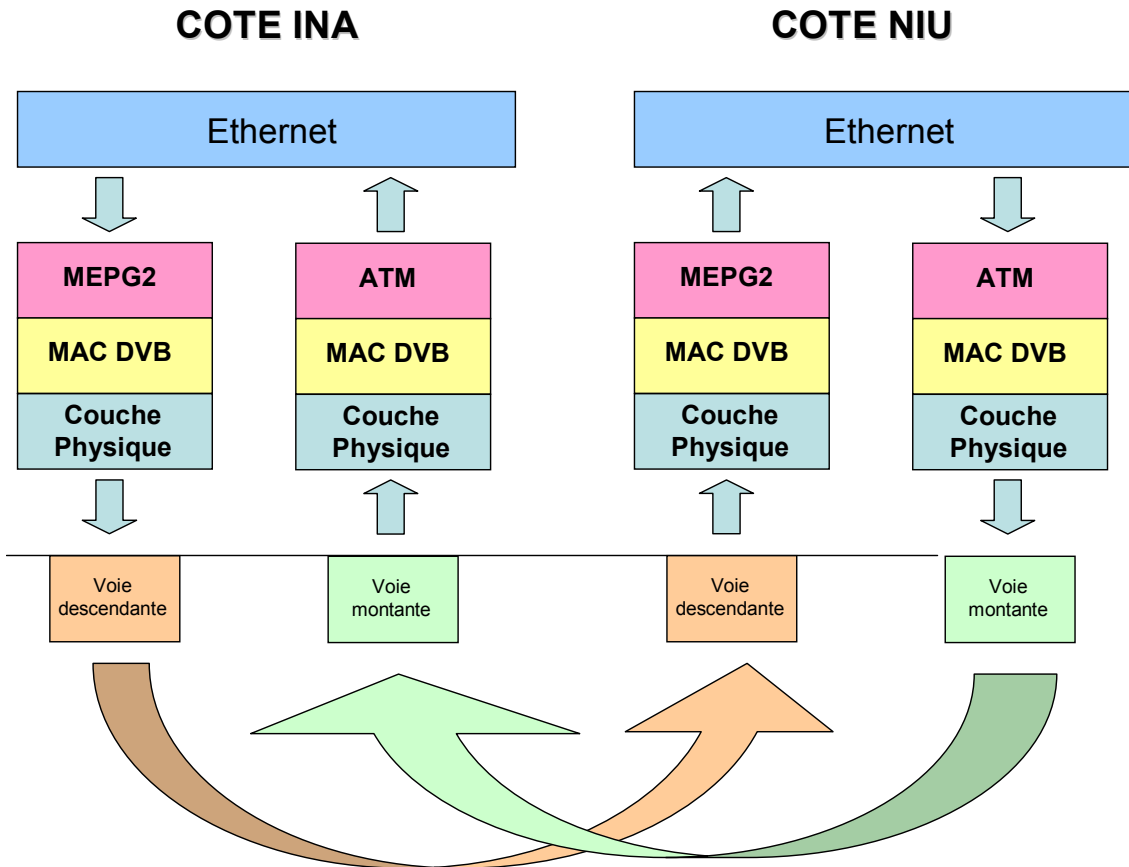 COTE INA
COTE NIU
Ethernet
Ethernet
MEPG2
ATM
MEPG2
ATM
MAC DVB
MAC DVB
MAC DVB
MAC DVB
Couche
Physique
Couche
Physique
Couche
Physique
Couche
Physique
Voie
descendante
Voie
montante
Voie
descendante
Voie
montante